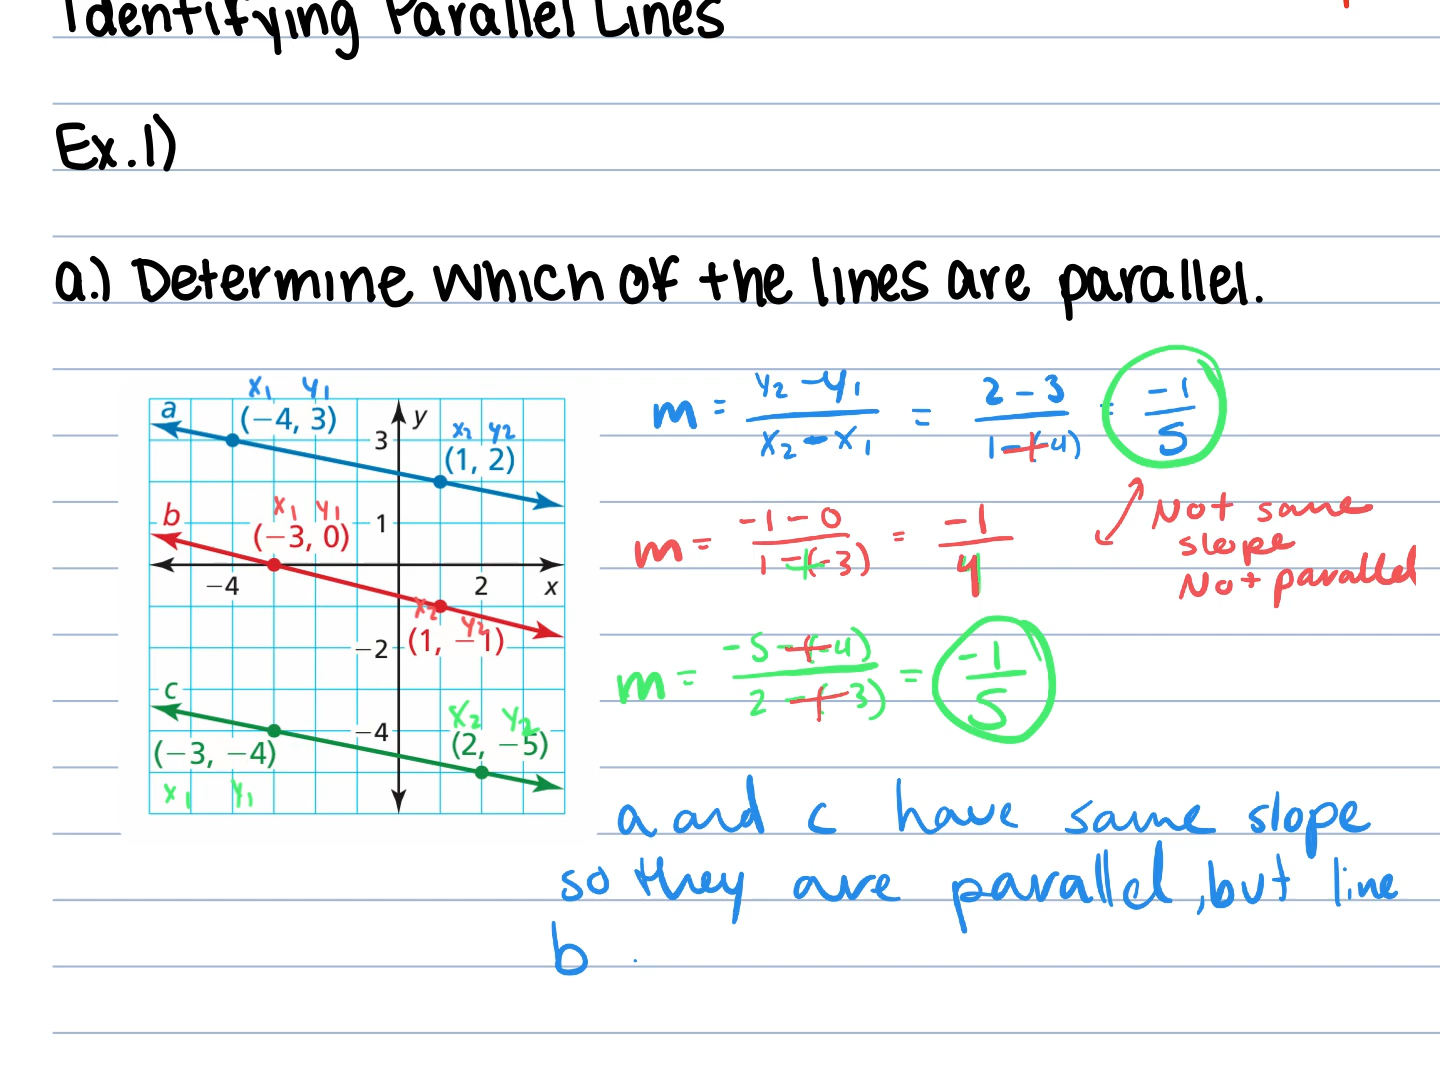 Identifying Parallel Lines
Ex.1)
a.) Determine which of the lines are parallel.
x1 y1
a (−4, 3)
y
x2 y2
3
(1, 2)
x1 y1
b
1
(−3, 0)
−4
2
x
x2 y2
−2
(1, −1)
c
x2 y2
−4
(−3, −4)
(2, −5)
x1 y1
m = y2 - y1 / x2 - x1 = 2 - 3 / 1 - (-4) = -1/5
m = -1 - 0 / 1 - (-3) = -1/4
Not same
slope
Not parallel
m = -5 - (-4) / 2 - (-3) = -1/5
a and c have same slope
so they are parallel, but line
b .